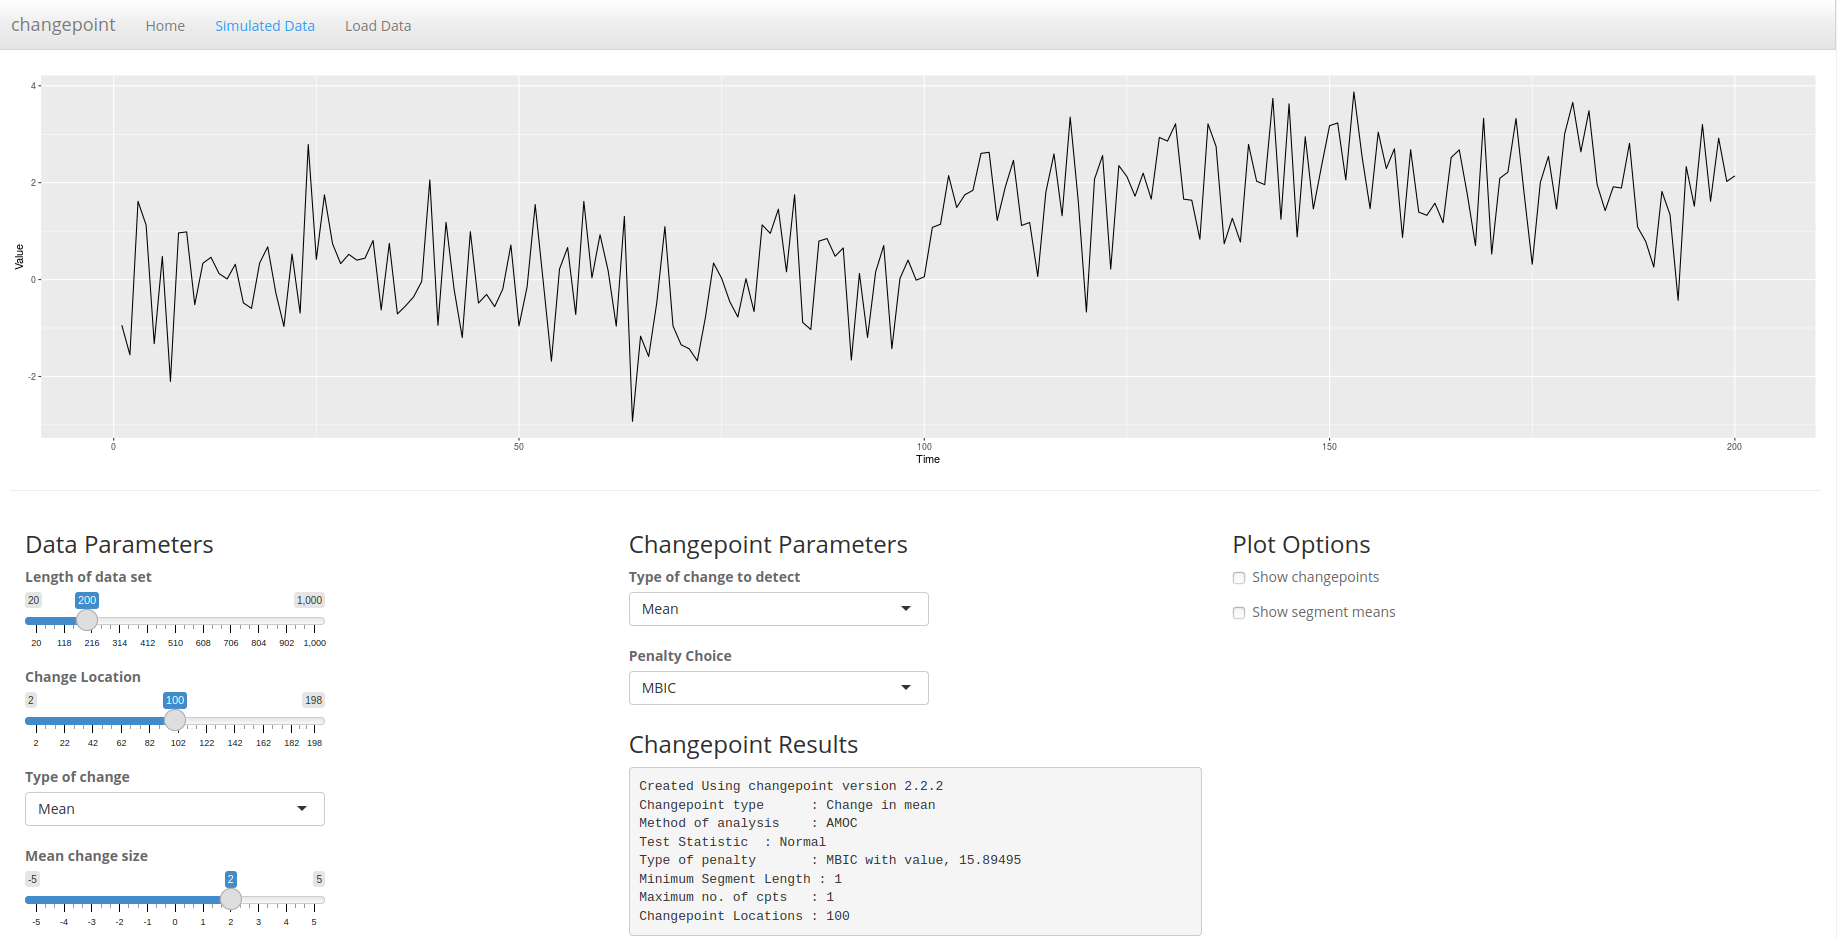 changepoint Home Simulated Data Load Data
4
2
0
-2
Value
0 50 100 150 200
Time
Data Parameters
Length of data set
20 200 1,000
20 118 216 314 412 510 608 706 804 902 1,000
Change Location
2 100 198
2 22 42 62 82 102 122 142 162 182 198
Type of change
Mean
Mean change size
-5 2 5
-5 -4 -3 -2 -1 0 1 2 3 4 5
Changepoint Parameters
Type of change to detect
Mean
Penalty Choice
MBIC
Changepoint Results
Created Using changepoint version 2.2.2
Changepoint type      : Change in mean
Method of analysis    : AMOC
Test Statistic  : Normal
Type of penalty       : MBIC with value, 15.89495
Minimum Segment Length : 1
Maximum no. of cpts   : 1
Changepoint Locations : 100
Plot Options
Show changepoints
Show segment means